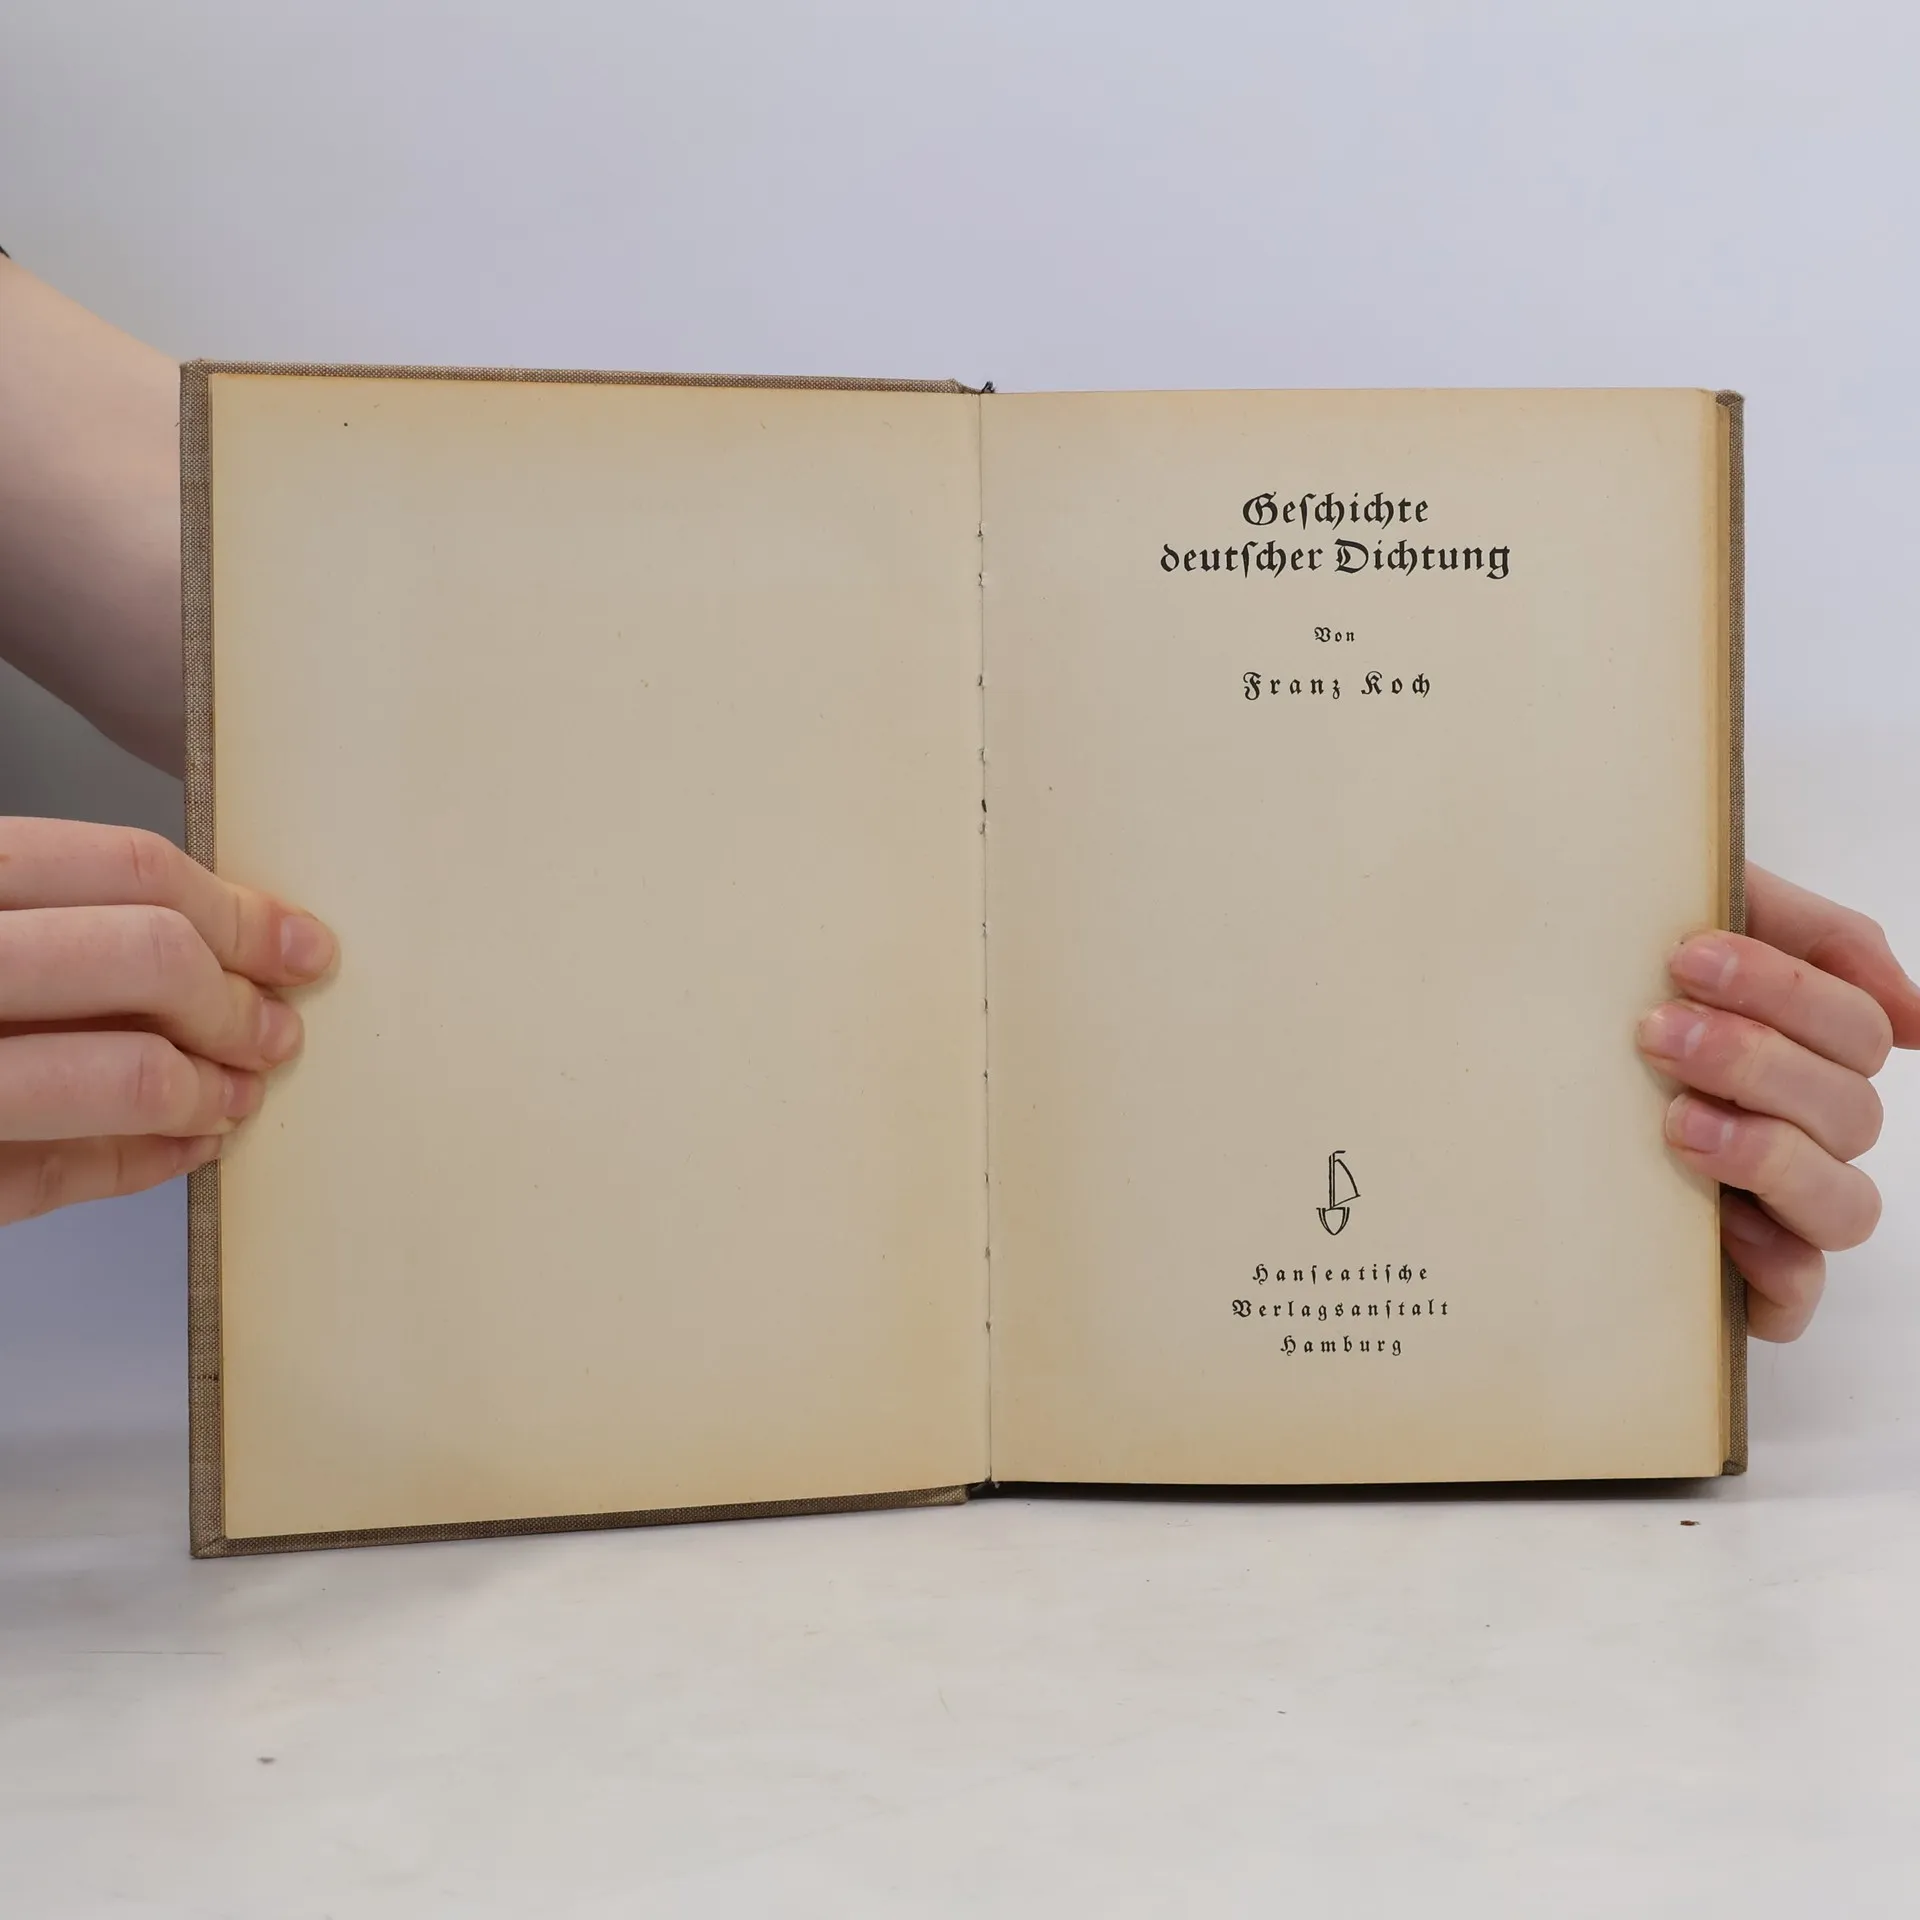 Geſchichte
deutſcher Dichtung
Von
Franz Koch
Hanſeatiſche
Verlagsanſtalt
Hamburg